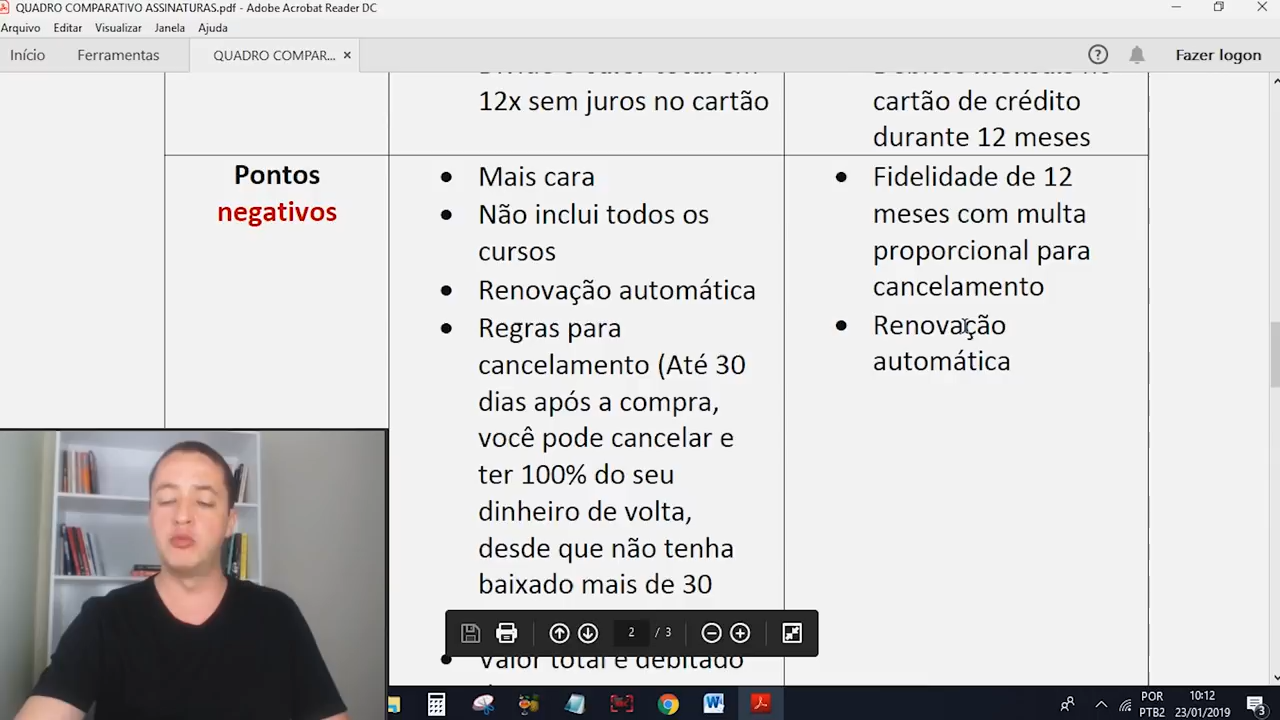 QUADRO COMPARATIVO ASSINATURAS.pdf - Adobe Acrobat Reader DC
Arquivo Editar Visualizar Janela Ajuda
Início Ferramentas QUADRO COMPAR... × Fazer logon
12x sem juros no cartão
cartão de crédito
durante 12 meses
Pontos
negativos
• Mais cara
• Não inclui todos os
cursos
• Renovação automática
• Regras para
cancelamento (Até 30
dias após a compra,
você pode cancelar e
ter 100% do seu
dinheiro de volta,
desde que não tenha
baixado mais de 30
• Valor total é debitado
• Fidelidade de 12
meses com multa
proporcional para
cancelamento
• Renovação
automática
2 / 3
POR
PTB2
10:12
23/01/2019
3